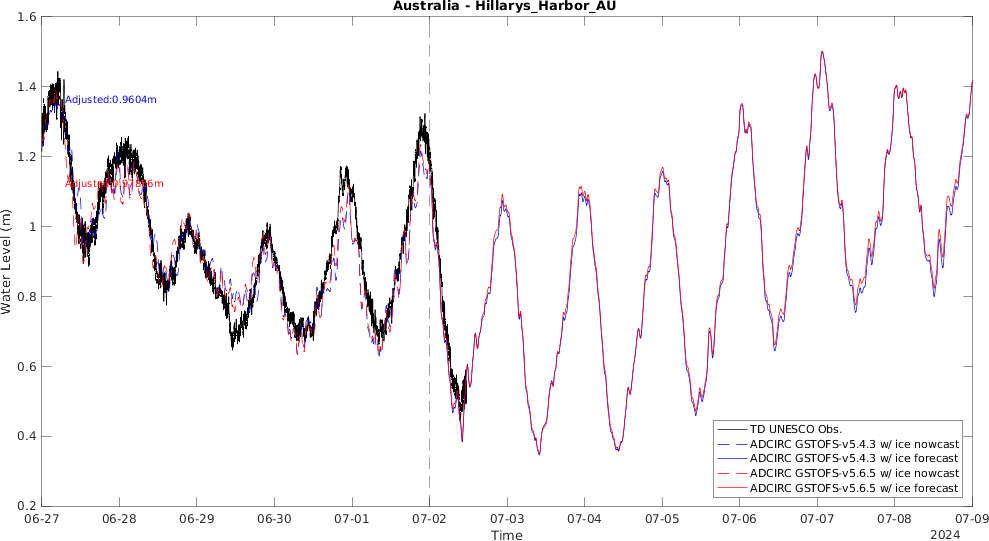 Australia - Hillarys_Harbor_AU
1.6
1.4
1.2
1
0.8
0.6
0.4
0.2
Water Level (m)
Adjusted:0.9604m
TD UNESCO Obs.
ADCIRC GSTOFS-v5.4.3 w/ ice nowcast
ADCIRC GSTOFS-v5.4.3 w/ ice forecast
ADCIRC GSTOFS-v5.6.5 w/ ice nowcast
ADCIRC GSTOFS-v5.6.5 w/ ice forecast
06-27 06-28 06-29 06-30 07-01 07-02 07-03 07-04 07-05 07-06 07-07 07-08 07-09
Time
2024